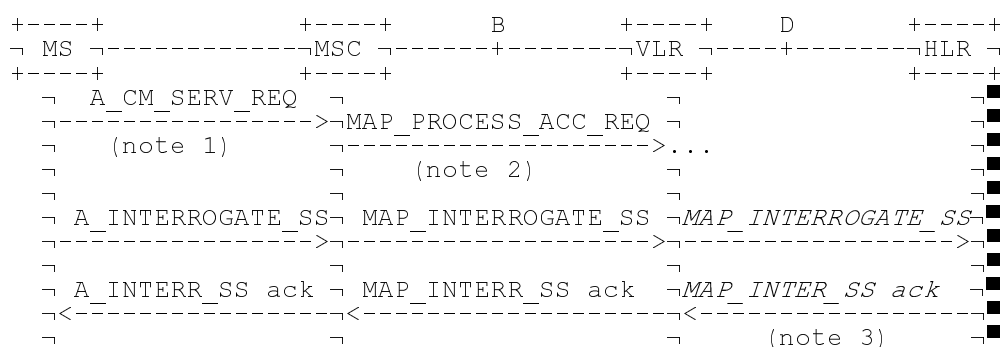 +----+ +----+ B +----+ D +----+
¬ MS ¬-------------¬MSC ¬------+--------¬VLR ¬----+--------¬HLR ¬
+----+ +----+ +----+ +----+
¬ A_CM_SERV_REQ ¬ ¬ ¬
¬---------------->¬MAP_PROCESS_ACC_REQ ¬ ¬
¬ (note 1) ¬------------------->... ¬
¬ ¬ (note 2) ¬ ¬
¬ ¬ ¬ ¬
¬ A_INTERROGATE_SS¬ MAP_INTERROGATE_SS ¬MAP_INTERROGATE_SS¬
¬---------------->¬------------------->¬----------------->¬
¬ ¬ ¬ ¬
¬ A_INTERR_SS ack ¬ MAP_INTERR_SS ack ¬MAP_INTER_SS ack ¬
¬<----------------¬<-------------------¬<-----------------¬
¬ ¬ ¬ (note 3) ¬